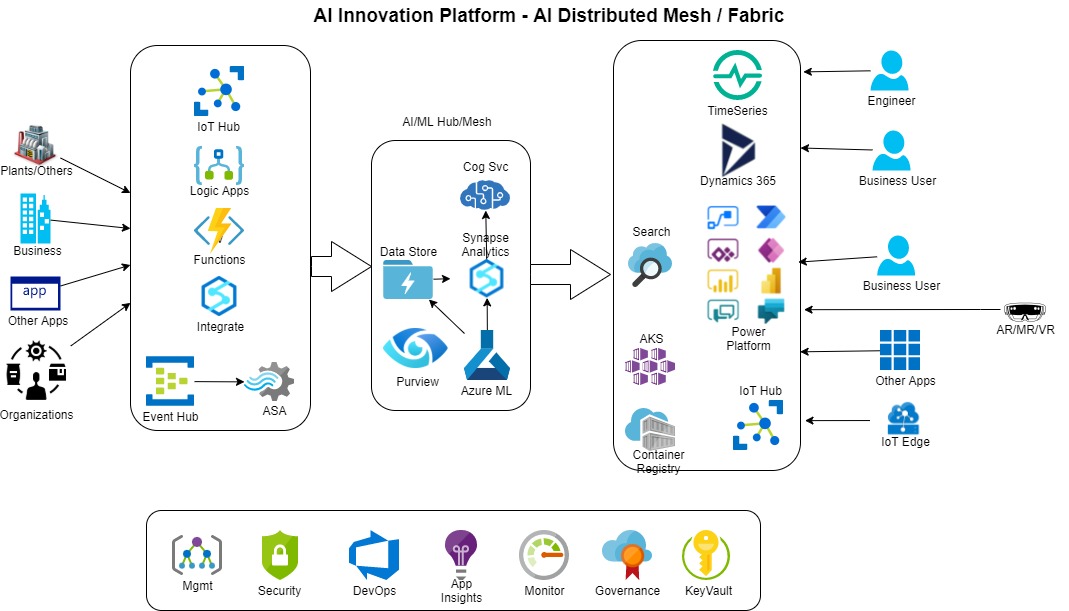 AI Innovation Platform - AI Distributed Mesh / Fabric
Plants/Others
Business
app
Other Apps
Organizations
IoT Hub
Logic Apps
Functions
Integrate
Event Hub
ASA
AI/ML Hub/Mesh
Cog Svc
Data Store
Synapse
Analytics
Purview
Azure ML
TimeSeries
Dynamics 365
Search
Power
Platform
AKS
IoT Hub
Container
Registry
Engineer
Business User
Business User
AR/MR/VR
Other Apps
IoT Edge
Mgmt
Security
DevOps
App
Insights
Monitor
Governance
KeyVault